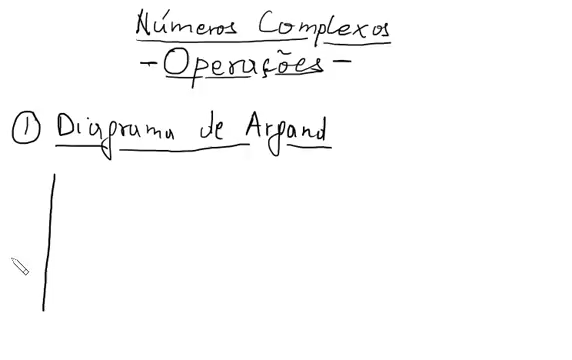 Números Complexos
- Operações -
① Diagrama de Argand